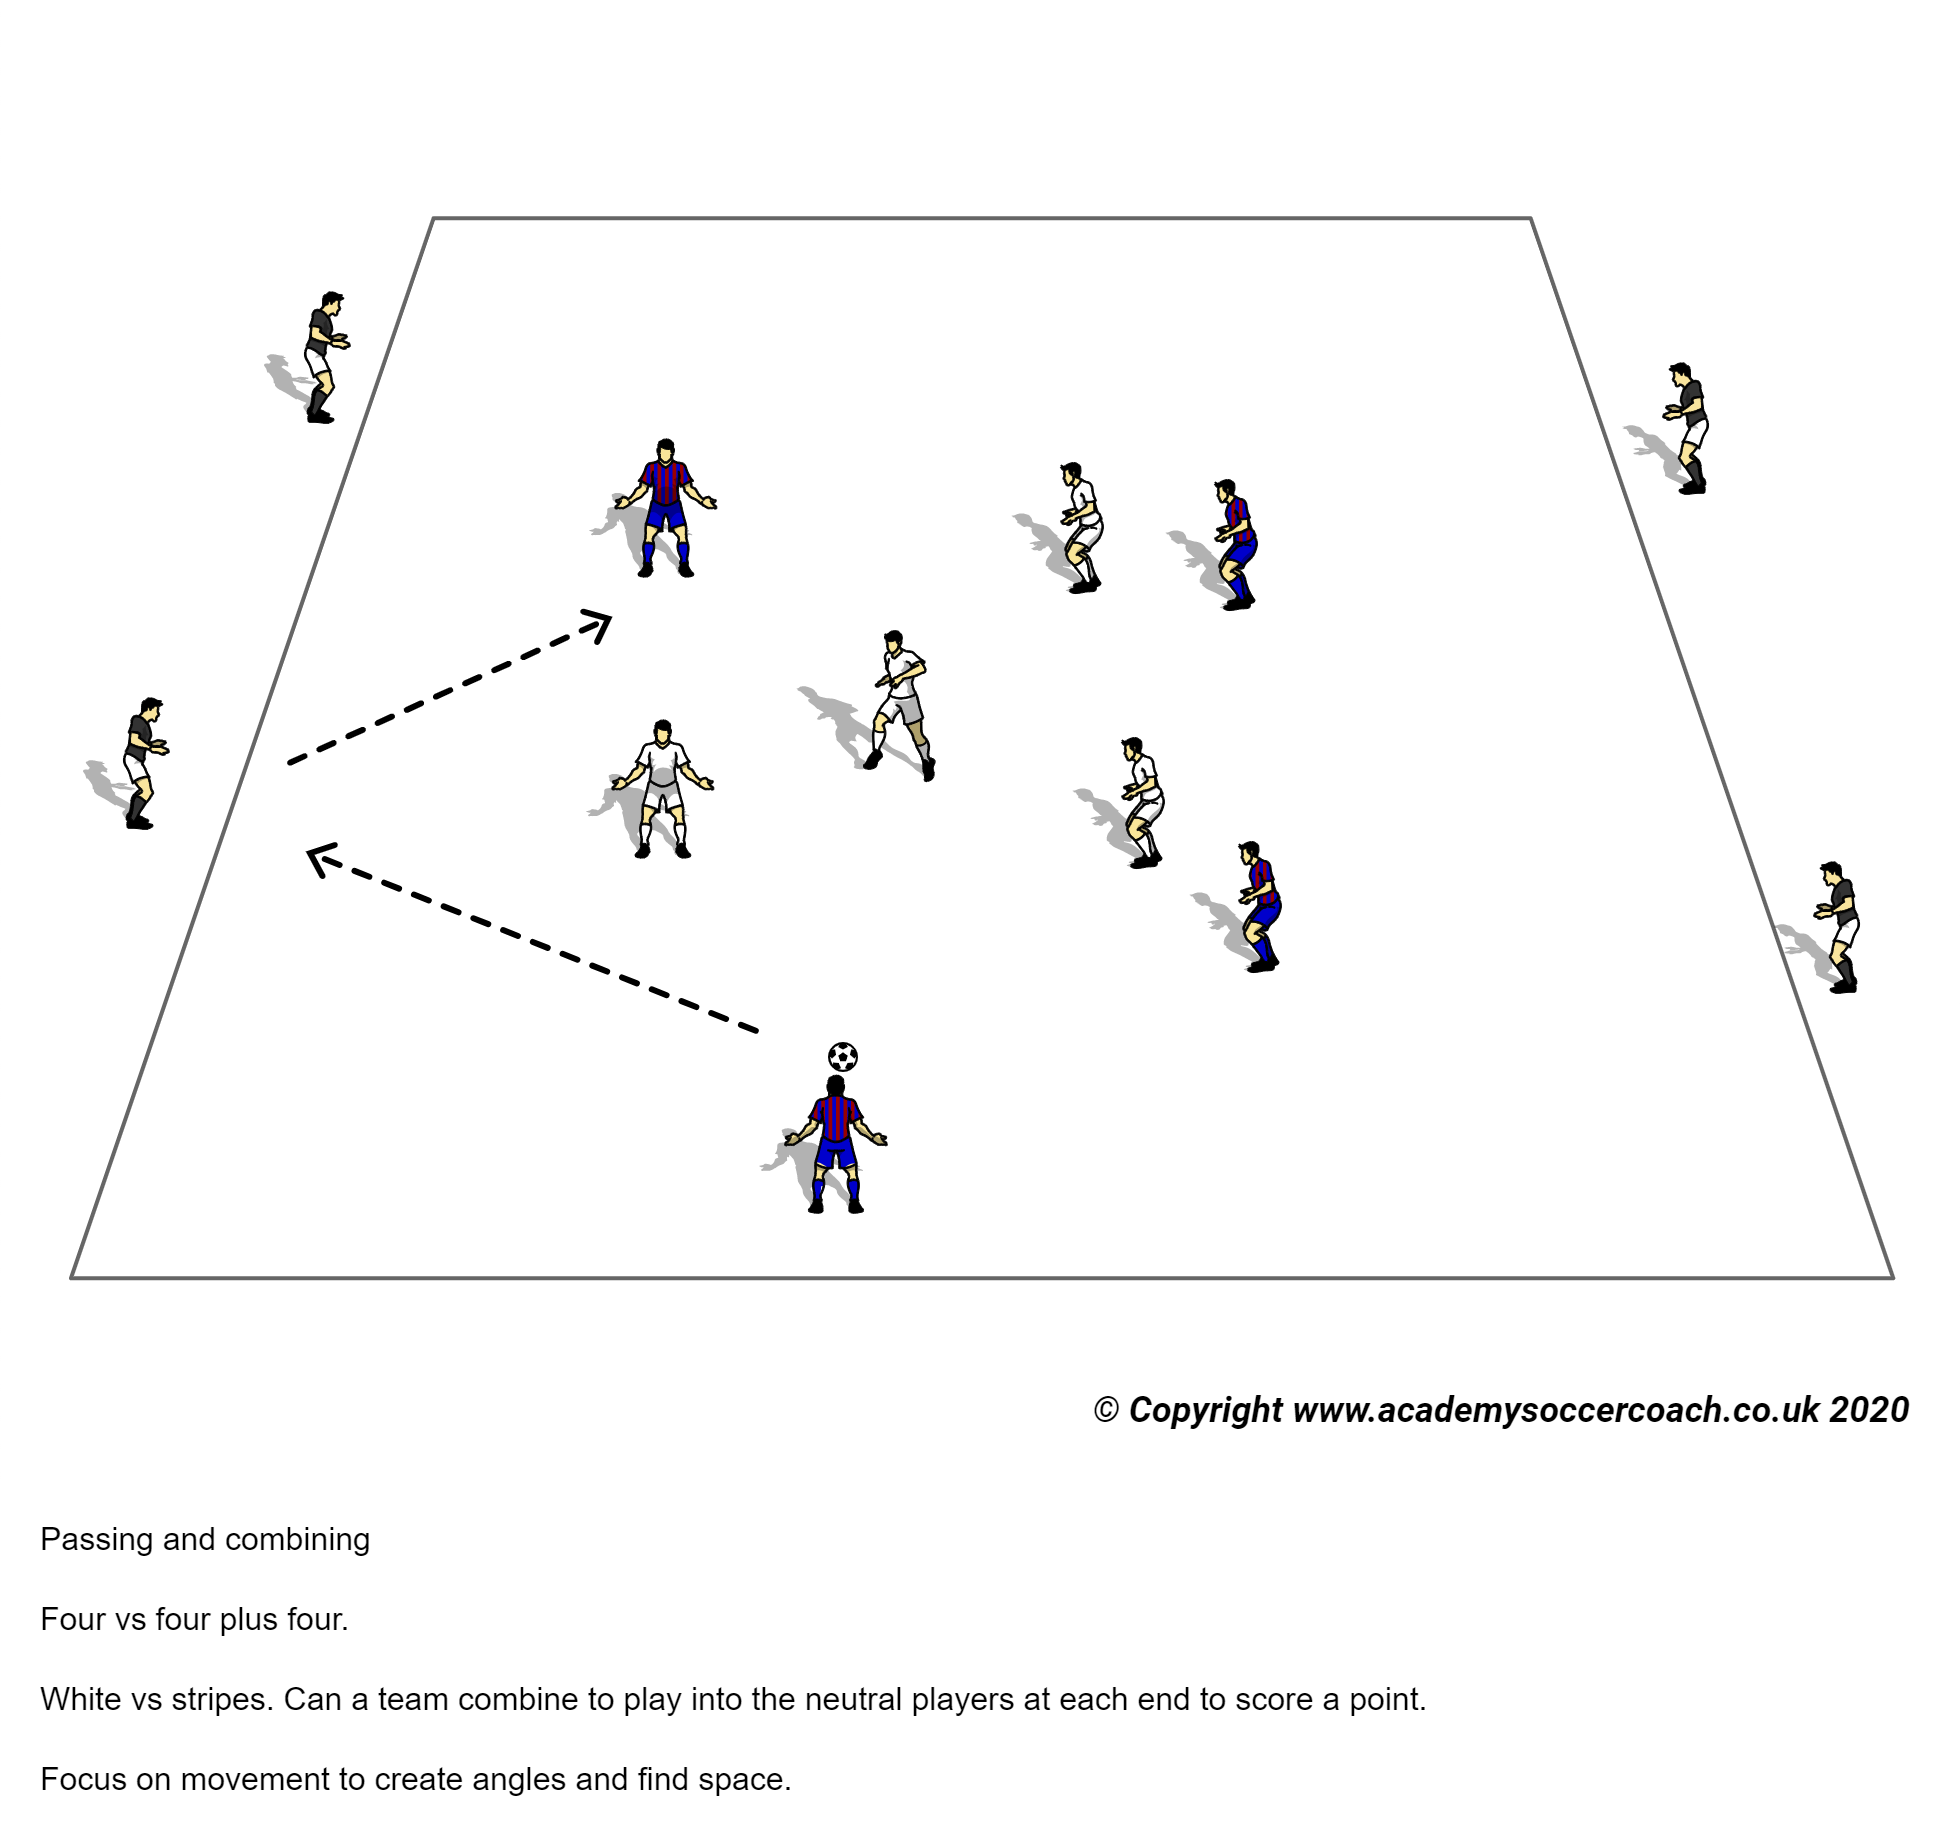 © Copyright www.academysoccercoach.co.uk 2020
Passing and combining
Four vs four plus four.
White vs stripes. Can a team combine to play into the neutral players at each end to score a point.
Focus on movement to create angles and find space.